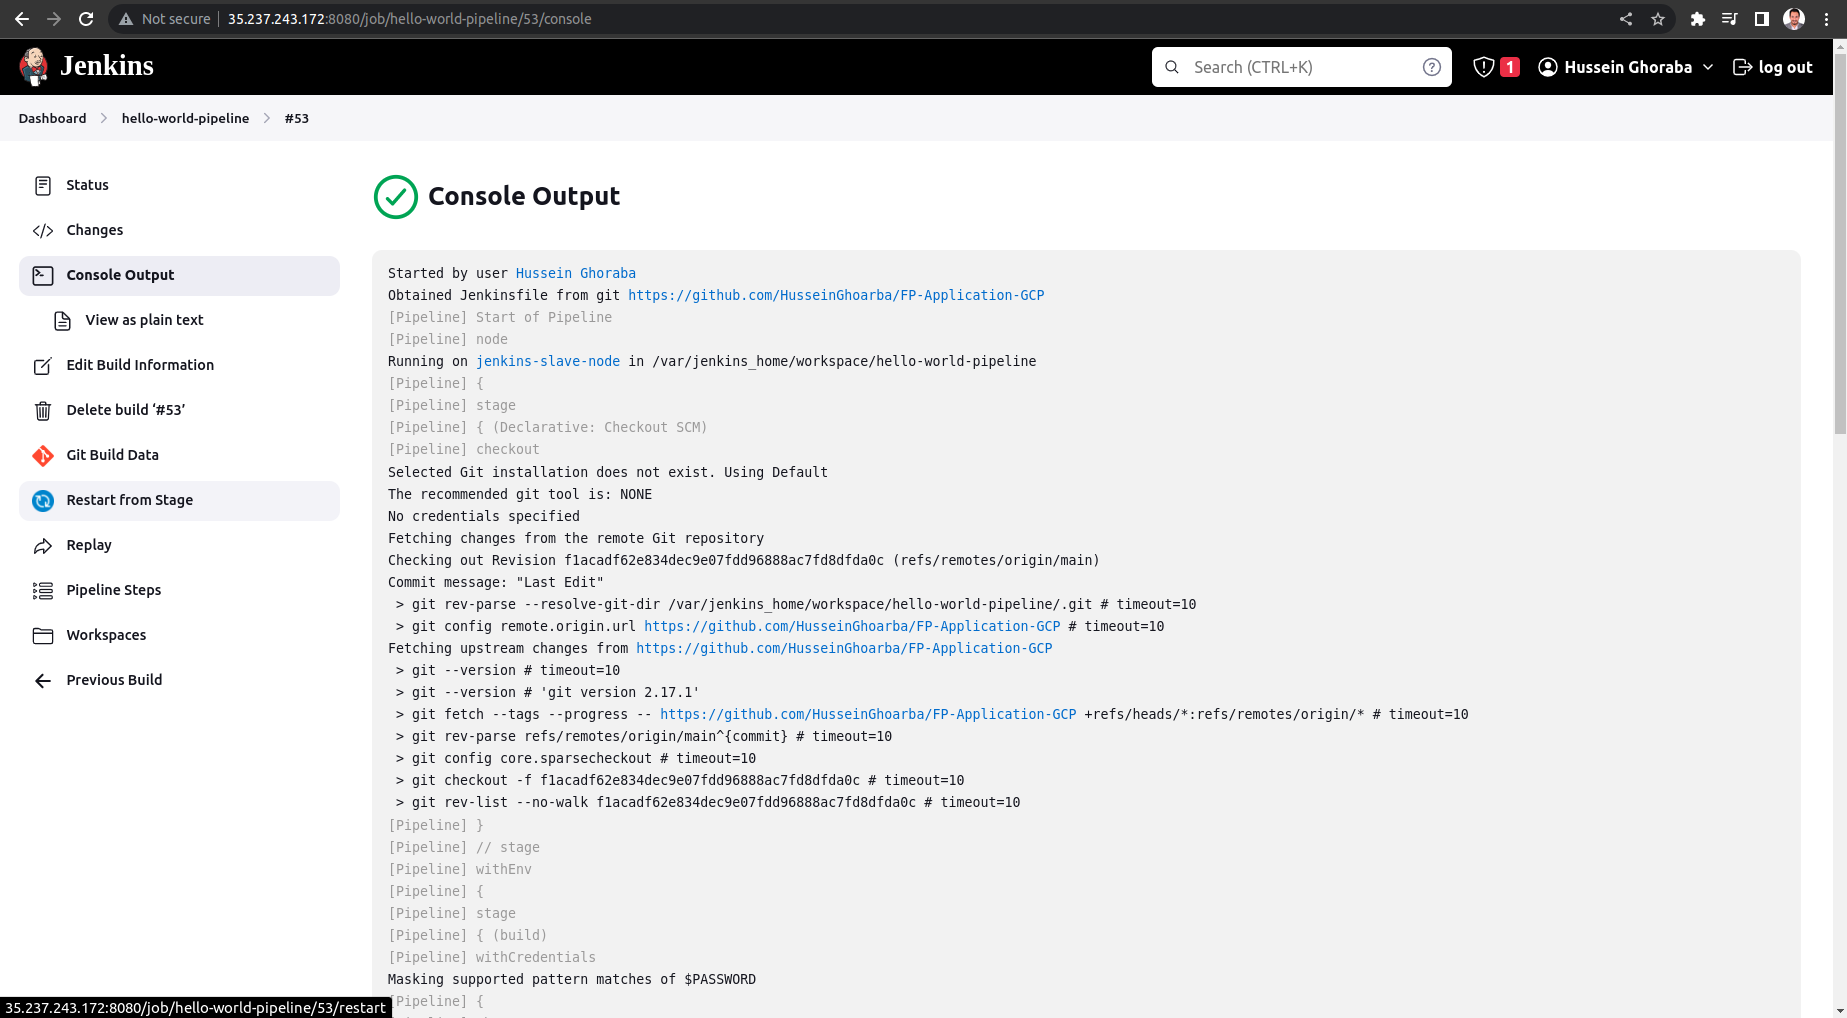 Not secure | 35.237.243.172:8080/job/hello-world-pipeline/53/console
Jenkins
Search (CTRL+K)
1
Hussein Ghoraba
log out
Dashboard
hello-world-pipeline
#53
Status
Changes
Console Output
View as plain text
Edit Build Information
Delete build ‘#53’
Git Build Data
Restart from Stage
Replay
Pipeline Steps
Workspaces
Previous Build
Console Output
Started by user Hussein Ghoraba
Obtained Jenkinsfile from git https://github.com/HusseinGhoarba/FP-Application-GCP
[Pipeline] Start of Pipeline
[Pipeline] node
Running on jenkins-slave-node in /var/jenkins_home/workspace/hello-world-pipeline
[Pipeline] {
[Pipeline] stage
[Pipeline] { (Declarative: Checkout SCM)
[Pipeline] checkout
Selected Git installation does not exist. Using Default
The recommended git tool is: NONE
No credentials specified
Fetching changes from the remote Git repository
Checking out Revision f1acadf62e834dec9e07fdd96888ac7fd8dfda0c (refs/remotes/origin/main)
Commit message: "Last Edit"
> git rev-parse --resolve-git-dir /var/jenkins_home/workspace/hello-world-pipeline/.git # timeout=10
> git config remote.origin.url https://github.com/HusseinGhoarba/FP-Application-GCP # timeout=10
Fetching upstream changes from https://github.com/HusseinGhoarba/FP-Application-GCP
> git --version # timeout=10
> git --version # 'git version 2.17.1'
> git fetch --tags --progress -- https://github.com/HusseinGhoarba/FP-Application-GCP +refs/heads/*:refs/remotes/origin/* # timeout=10
> git rev-parse refs/remotes/origin/main^{commit} # timeout=10
> git config core.sparsecheckout # timeout=10
> git checkout -f f1acadf62e834dec9e07fdd96888ac7fd8dfda0c # timeout=10
> git rev-list --no-walk f1acadf62e834dec9e07fdd96888ac7fd8dfda0c # timeout=10
[Pipeline] }
[Pipeline] // stage
[Pipeline] withEnv
[Pipeline] {
[Pipeline] stage
[Pipeline] { (build)
[Pipeline] withCredentials
Masking supported pattern matches of $PASSWORD
[Pipeline] {
35.237.243.172:8080/job/hello-world-pipeline/53/restart